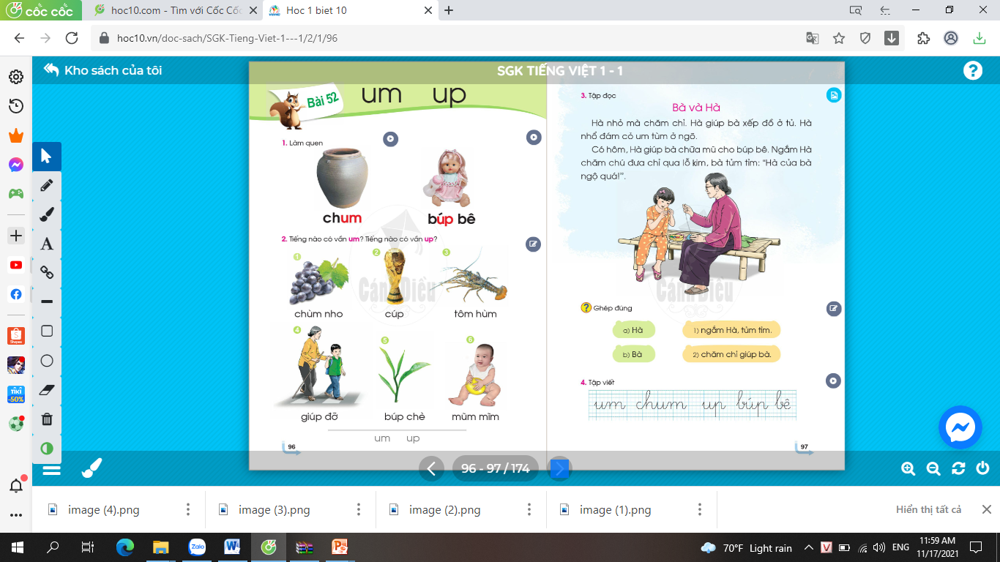 cốc cốc
hoc10.com - Tìm với Cốc Cốc
Hoc 1 biet 10
hoc10.vn/doc-sach/SGK-Tieng-Viet-1---1/2/1/96
Kho sách của tôi
SGK TIẾNG VIỆT 1 - 1
Bài 52
um up
1. Làm quen
chum
búp bê
2. Tiếng nào có vần um? Tiếng nào có vần up?
1
2
3
chùm nho
cúp
tôm hùm
4
5
6
giúp đỡ
búp chè
mùm mĩm
um up
96
Cánh Diều
3. Tập đọc
Bà và Hà
Hà nhỏ mà chăm chỉ. Hà giúp bà xếp đồ ở tủ. Hà
nhổ đám cỏ um tùm ở ngõ.
Có hôm, Hà giúp bà chữa mũ cho búp bê. Ngắm Hà
chăm chú đưa chỉ qua lỗ kim, bà tủm tỉm: “Hà của bà
ngộ quá!”.
Cánh Diều
? Ghép đúng
a) Hà
1) ngắm Hà, tủm tỉm.
b) Bà
2) chăm chỉ giúp bà.
4. Tập viết
um chum up búp bê
97
96 - 97 / 174
A
TIKI
-50%
image (4).png
image (3).png
image (2).png
image (1).png
Hiển thị tất cả
Zalo
70°F Light rain
V
ENG
11:59 AM
11/17/2021